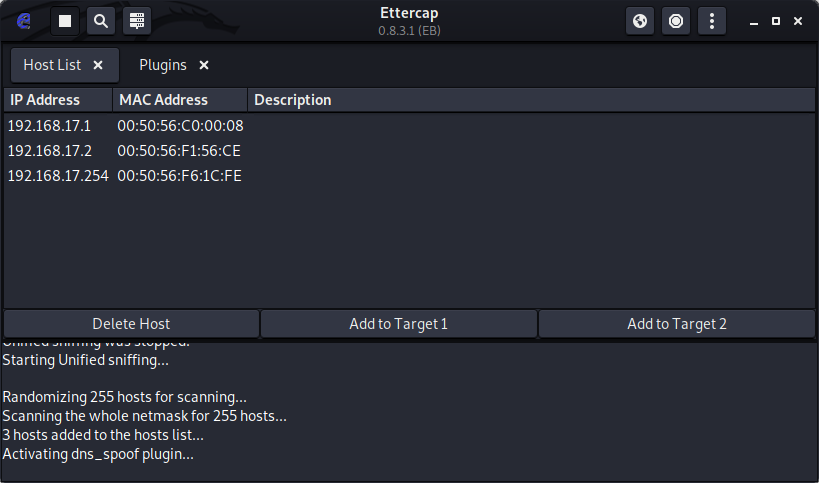 Ettercap
0.8.3.1 (EB)
Host List
Plugins
IP Address MAC Address Description
192.168.17.1 00:50:56:C0:00:08
192.168.17.2 00:50:56:F1:56:CE
192.168.17.254 00:50:56:F6:1C:FE
Delete Host Add to Target 1 Add to Target 2
Unified sniffing was stopped.
Starting Unified sniffing...
Randomizing 255 hosts for scanning...
Scanning the whole netmask for 255 hosts...
3 hosts added to the hosts list...
Activating dns_spoof plugin...